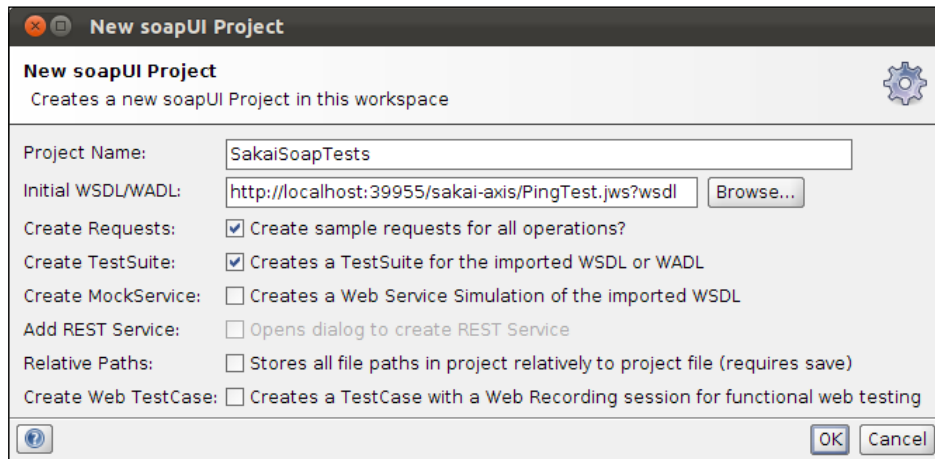 New soapUI Project
New soapUI Project
Creates a new soapUI Project in this workspace
Project Name: SakaiSoapTests
Initial WSDL/WADL: http://localhost:39955/sakai-axis/PingTest.jws?wsdl Browse...
Create Requests: Create sample requests for all operations?
Create TestSuite: Creates a TestSuite for the imported WSDL or WADL
Create MockService: Creates a Web Service Simulation of the imported WSDL
Add REST Service: Opens dialog to create REST Service
Relative Paths: Stores all file paths in project relatively to project file (requires save)
Create Web TestCase: Creates a TestCase with a Web Recording session for functional web testing
? OK Cancel